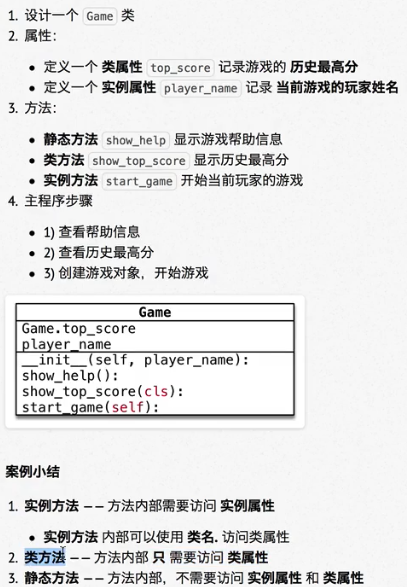 1. 设计一个 Game 类
2. 属性：
• 定义一个 类属性 top_score 记录游戏的 历史最高分
• 定义一个 实例属性 player_name 记录 当前游戏的玩家姓名
3. 方法：
• 静态方法 show_help 显示游戏帮助信息
• 类方法 show_top_score 显示历史最高分
• 实例方法 start_game 开始当前玩家的游戏
4. 主程序步骤
• 1) 查看帮助信息
• 2) 查看历史最高分
• 3) 创建游戏对象，开始游戏
Game
Game.top_score
player_name
__init__(self, player_name):
show_help():
show_top_score(cls):
start_game(self):
案例小结
1. 实例方法 —— 方法内部需要访问 实例属性
• 实例方法 内部可以使用 类名. 访问类属性
2. 类方法 —— 方法内部 只 需要访问 类属性
3. 静态方法 —— 方法内部，不需要访问 实例属性 和 类属性